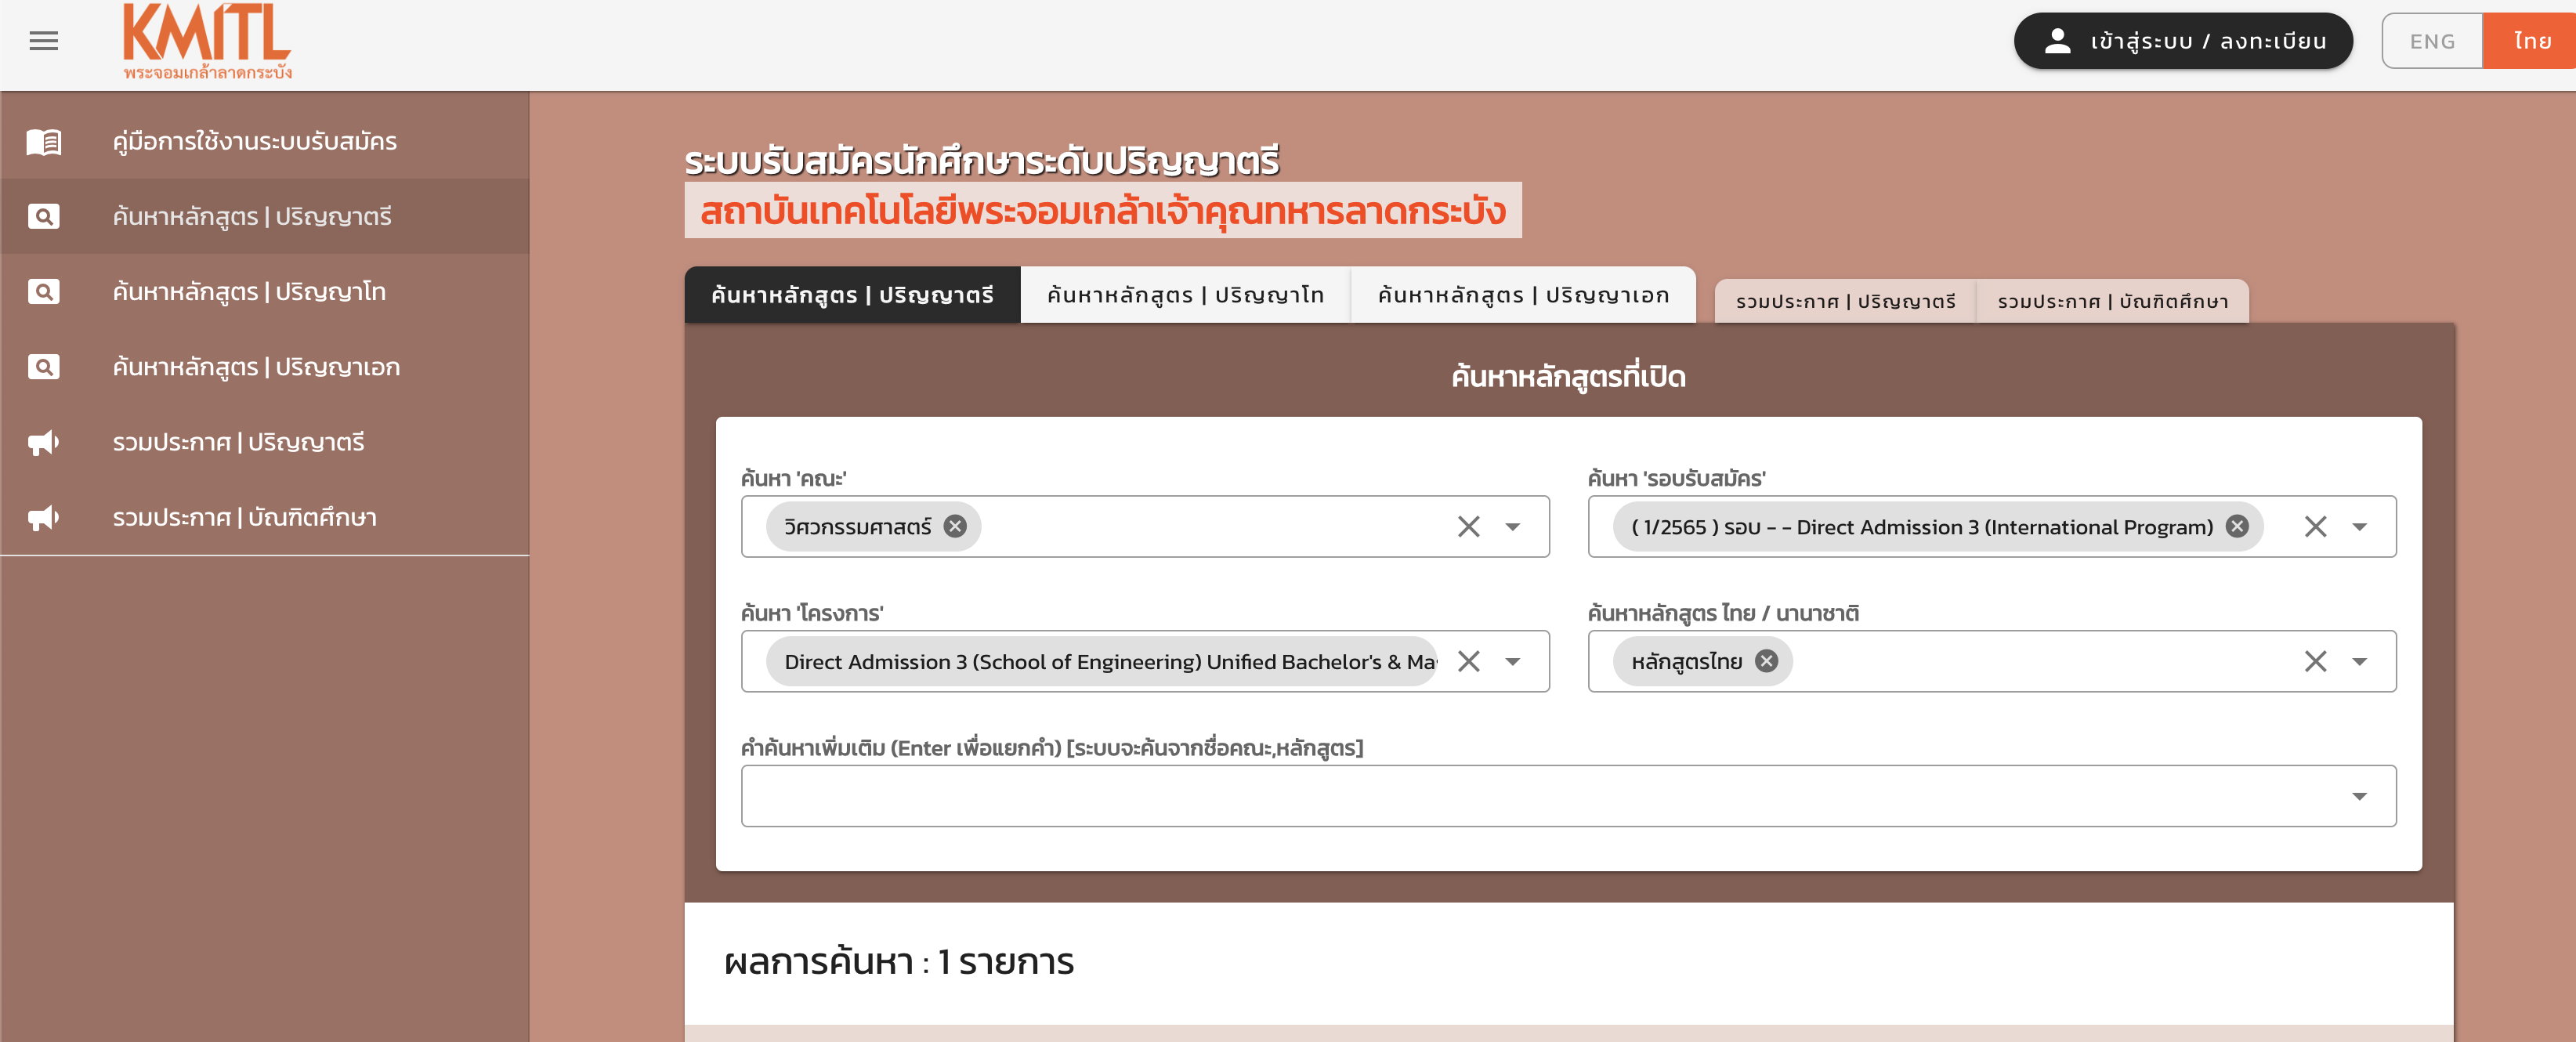 KMITL
พระจอมเกล้าลาดกระบัง
เข้าสู่ระบบ / ลงทะเบียน
ENG
ไทย
คู่มือการใช้งานระบบรับสมัคร
ค้นหาหลักสูตร | ปริญญาตรี
ค้นหาหลักสูตร | ปริญญาโท
ค้นหาหลักสูตร | ปริญญาเอก
รวมประกาศ | ปริญญาตรี
รวมประกาศ | บัณฑิตศึกษา
ระบบรับสมัครนักศึกษาระดับปริญญาตรี
สถาบันเทคโนโลยีพระจอมเกล้าเจ้าคุณทหารลาดกระบัง
ค้นหาหลักสูตร | ปริญญาตรี
ค้นหาหลักสูตร | ปริญญาโท
ค้นหาหลักสูตร | ปริญญาเอก
รวมประกาศ | ปริญญาตรี
รวมประกาศ | บัณฑิตศึกษา
ค้นหาหลักสูตรที่เปิด
ค้นหา 'คณะ'
วิศวกรรมศาสตร์
ค้นหา 'รอบรับสมัคร'
( 1/2565 ) รอบ - - Direct Admission 3 (International Program)
ค้นหา 'โครงการ'
Direct Admission 3 (School of Engineering) Unified Bachelor's & Ma
ค้นหาหลักสูตร ไทย / นานาชาติ
หลักสูตรไทย
คำค้นหาเพิ่มเติม (Enter เพื่อแยกคำ) [ระบบจะค้นจากชื่อคณะ,หลักสูตร]
ผลการค้นหา : 1 รายการ